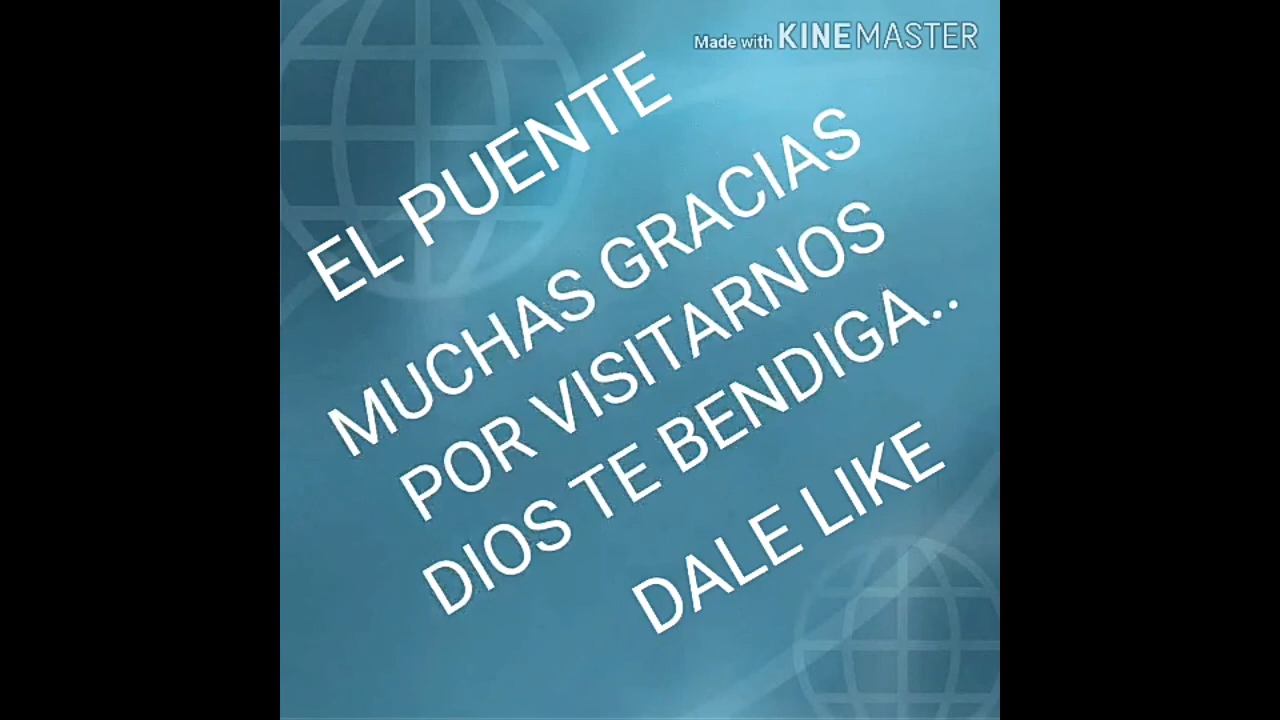 Made with KINEMASTER
EL PUENTE
MUCHAS GRACIAS
POR VISITARNOS
DIOS TE BENDIGA..
DALE LIKE